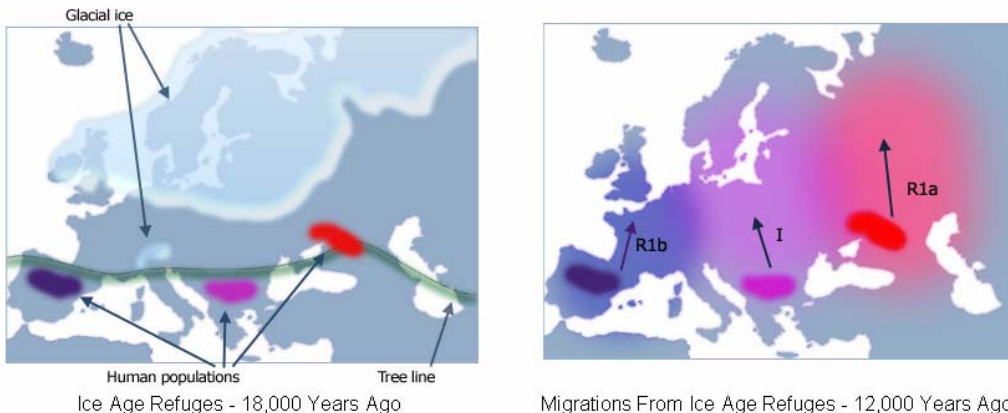 Glacial ice
R1a
R1b
I
Human populations
Tree line
Ice Age Refuges - 18,000 Years Ago
Migrations From Ice Age Refuges - 12,000 Years Ago